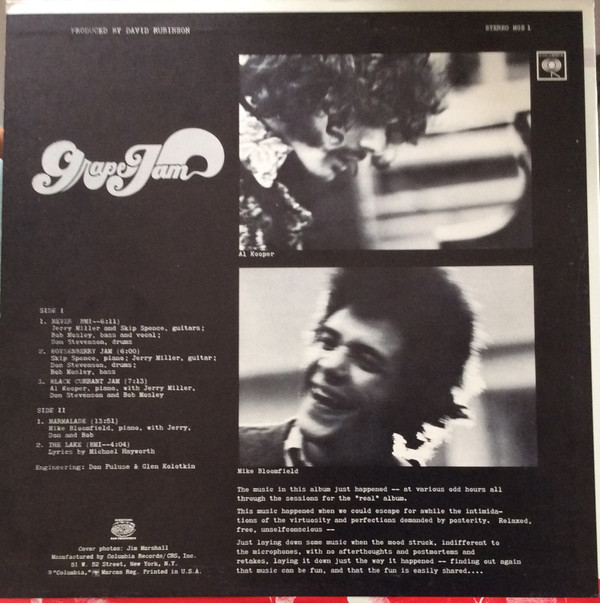 PRODUCED BY DAVID RUBINSON
STEREO MGS 1
Grape Jam
Al Kooper
SIDE I
1. NEVER (BMI--6:11)
Jerry Miller and Skip Spence, guitars;
Bob Mosley, bass and vocal;
Don Stevenson, drums
2. BOYSENBERRY JAM (6:00)
Skip Spence, piano; Jerry Miller, guitar;
Don Stevenson, drums;
Bob Mosley, bass
3. BLACK CURRANT JAM (7:13)
Al Kooper, piano, with Jerry Miller,
Don Stevenson and Bob Mosley
SIDE II
1. MARMALADE (13:51)
Mike Bloomfield, piano, with Jerry,
Don and Bob
2. THE LAKE (BMI--4:04)
Lyrics by Michael Hayworth
Engineering: Don Puluse & Glen Kolotkin
Mike Bloomfield
The music in this album just happened -- at various odd hours all
through the sessions for the "real" album.
This music happened when we could escape for awhile the intimida-
tions of the virtuosity and perfections demanded by posterity. Relaxed,
free, unselfconscious --
Just laying down some music when the mood struck, indifferent to
the microphones, with no afterthoughts and postmortems and
retakes, laying it down just the way it happened -- finding out again
that music can be fun, and that the fun is easily shared....
Cover photos: Jim Marshall
Manufactured by Columbia Records/CBS, Inc.
51 W. 52 Street, New York, N.Y.
® "Columbia," Marcas Reg. Printed in U.S.A.